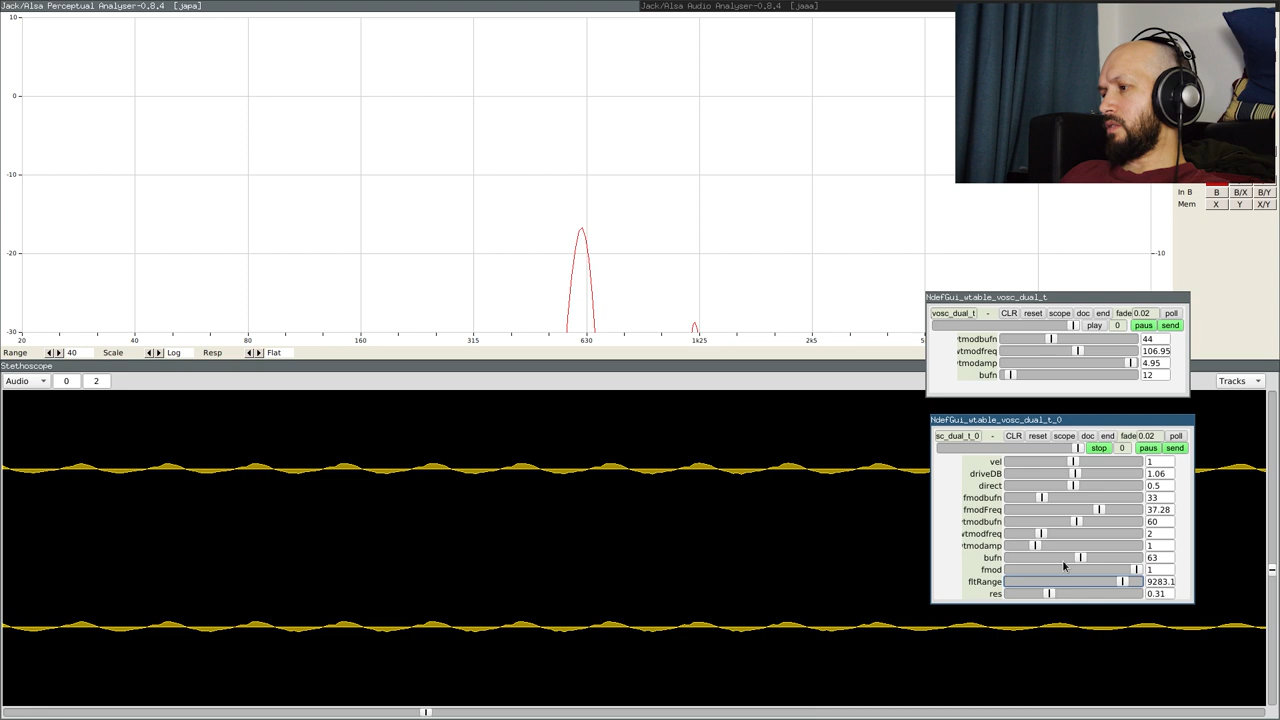 Jack/Alsa Perceptual Analyser-0.8.4 [japa]
Jack/Alsa Audio Analyser-0.8.4 [jaaa]
10
0
-10
-20
-30
-10
20 40 80 160 315 630 1k25 2k5
Range 40 Scale Log Resp Flat
In B B B/X B/Y
Mem X Y X/Y
NdefGui_wtable_vosc_dual_t
vosc_dual_t - CLR reset scope doc end fade 0.02 poll
play 0 paus send
vtmodbufn 44
wtmodfreq 106.95
vtmodamp 4.95
bufn 12
Stethoscope
Audio 0 2 Tracks
NdefGui_wtable_vosc_dual_t_0
sc_dual_t_0 - CLR reset scope doc end fade 0.02 poll
stop 0 paus send
vel 1
driveDB 1.06
direct 0.5
fmodbufn 33
fmodFreq 37.28
vtmodbufn 60
wtmodfreq 2
vtmodamp 1
bufn 63
fmod 1
fltRange 9283.1
res 0.31